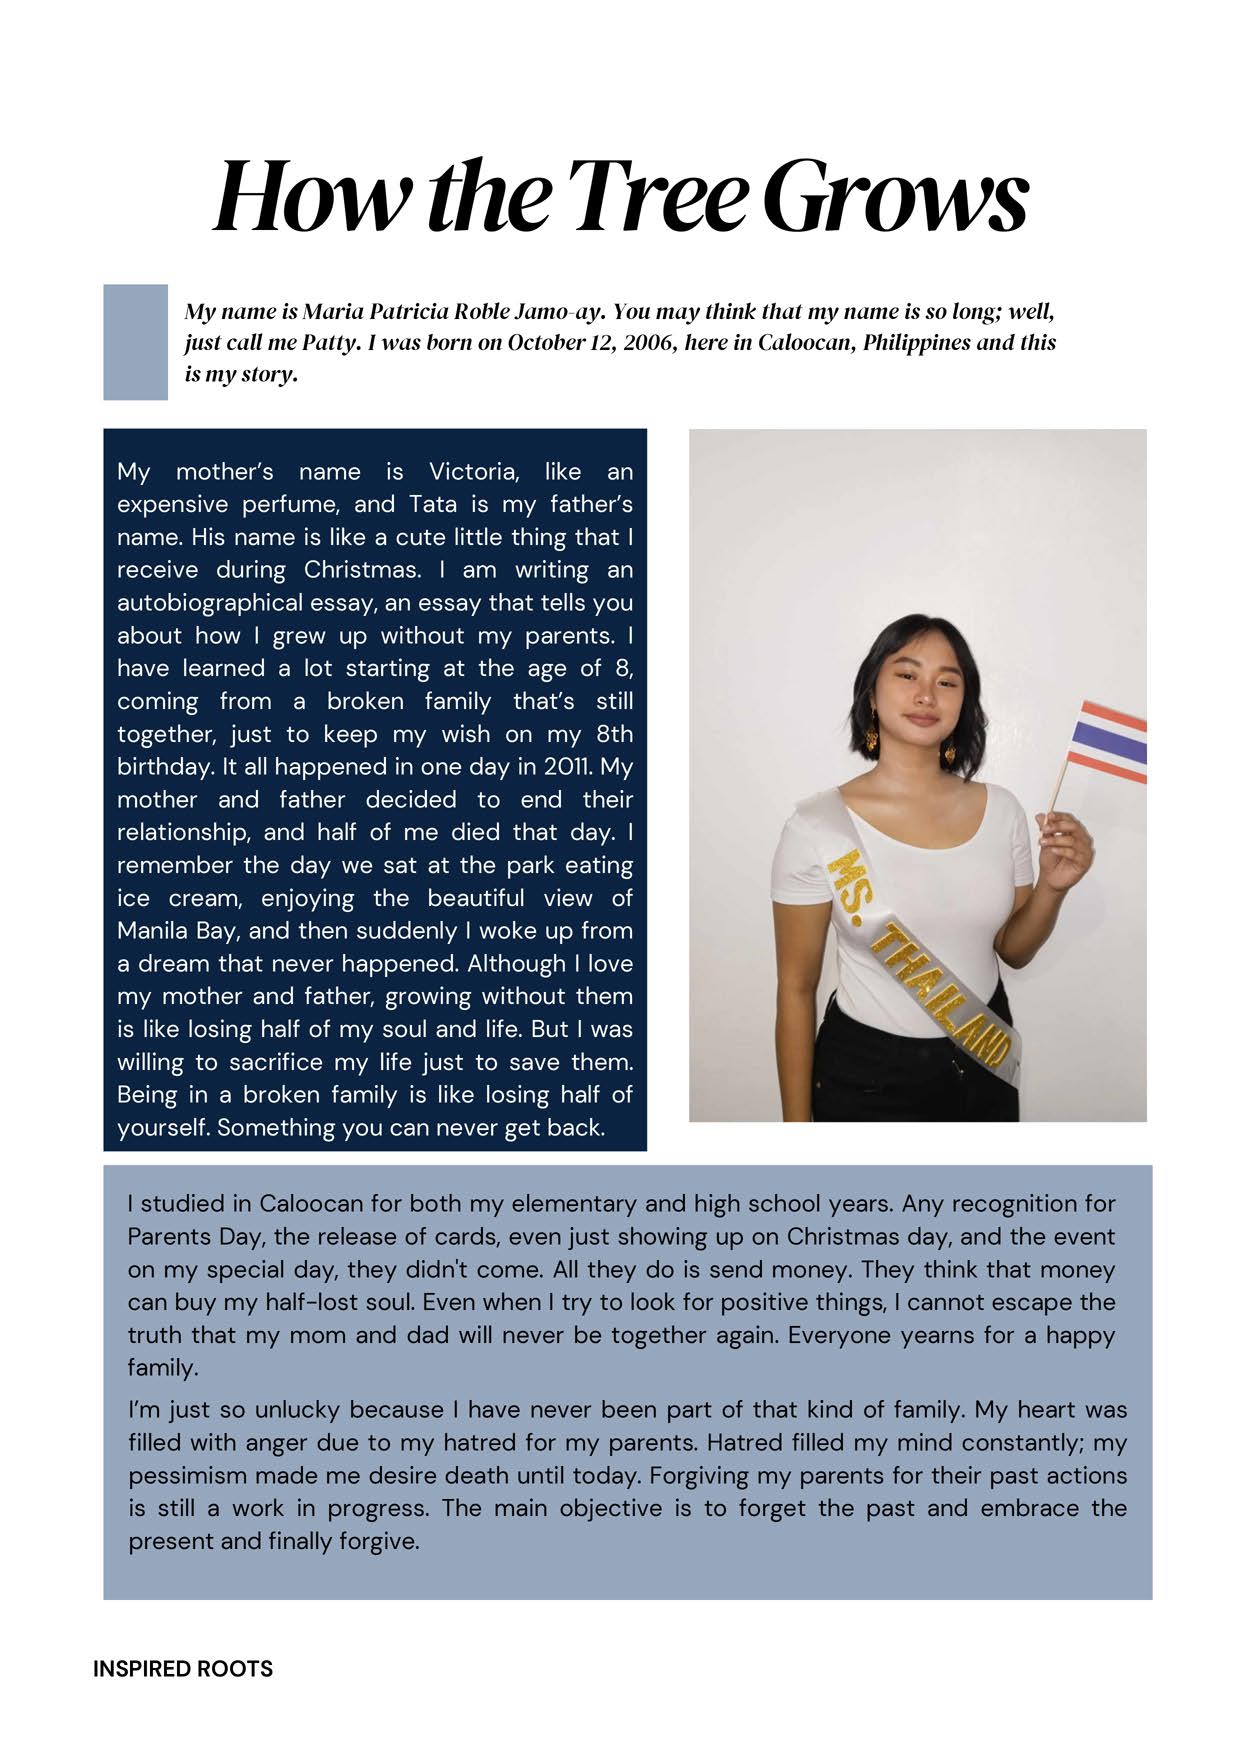 How the Tree Grows
My name is Maria Patricia Roble Jamo-ay. You may think that my name is so long; well,
just call me Patty. I was born on October 12, 2006, here in Caloocan, Philippines and this
is my story.
My mother’s name is Victoria, like an
expensive perfume, and Tata is my father’s
name. His name is like a cute little thing that I
receive during Christmas. I am writing an
autobiographical essay, an essay that tells you
about how I grew up without my parents. I
have learned a lot starting at the age of 8,
coming from a broken family that’s still
together, just to keep my wish on my 8th
birthday. It all happened in one day in 2011. My
mother and father decided to end their
relationship, and half of me died that day. I
remember the day we sat at the park eating
ice cream, enjoying the beautiful view of
Manila Bay, and then suddenly I woke up from
a dream that never happened. Although I love
my mother and father, growing without them
is like losing half of my soul and life. But I was
willing to sacrifice my life just to save them.
Being in a broken family is like losing half of
yourself. Something you can never get back.
MS. THAILAND
I studied in Caloocan for both my elementary and high school years. Any recognition for
Parents Day, the release of cards, even just showing up on Christmas day, and the event
on my special day, they didn't come. All they do is send money. They think that money
can buy my half-lost soul. Even when I try to look for positive things, I cannot escape the
truth that my mom and dad will never be together again. Everyone yearns for a happy
family.
I’m just so unlucky because I have never been part of that kind of family. My heart was
filled with anger due to my hatred for my parents. Hatred filled my mind constantly; my
pessimism made me desire death until today. Forgiving my parents for their past actions
is still a work in progress. The main objective is to forget the past and embrace the
present and finally forgive.
INSPIRED ROOTS